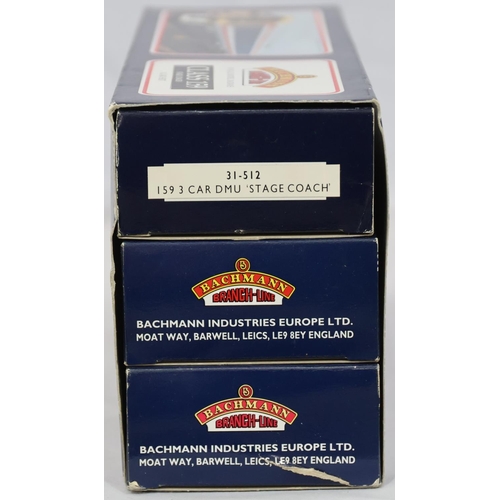 CLASS 159
31-512
159 3 CAR DMU 'STAGE COACH'
BACHMANN
BRANCH-LINE
BACHMANN INDUSTRIES EUROPE LTD.
MOAT WAY, BARWELL, LEICS, LE9 8EY ENGLAND
BACHMANN
BRANCH-LINE
BACHMANN INDUSTRIES EUROPE LTD.
MOAT WAY, BARWELL, LEICS, LE9 8EY ENGLAND